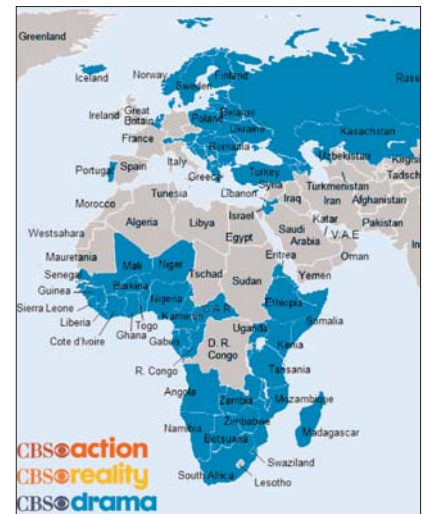 Greenland
Iceland
Norway
Finland
Sweden
Russ
Ireland
Great
Britain
Poland
Belarus
Ukraine
Kasachstan
France
Romania
Italy
Uzbekistan
Kirgis
Portugal
Spain
Greece
Turkey
Turkmenistan
Tadsch
Tunesia
Libanon
Syria
Iraq
Iran
Afghanistan
Morocco
Israel
Algeria
Libya
Egypt
Katar
Pakistan
Saudi
Arabia
V.A.E
Westsahara
Oman
In
Mauretania
Eritrea
Yemen
Senegal
Mali
Niger
Tschad
Sudan
Guinea
Burkina
Nigeria
Ethiopia
Sierra Leone
C.A.R.
Somalia
Liberia
Togo
Kamerun
Uganda
Cote d'Ivoire
Ghana
Gabun
Kenia
D. R.
Congo
R. Congo
Tansania
Angola
Zambia
Mozambique
Zimbabwe
Namibia
Botsuana
Madagascar
CBS action
CBS reality
CBS drama
Swaziland
South Africa
Lesotho